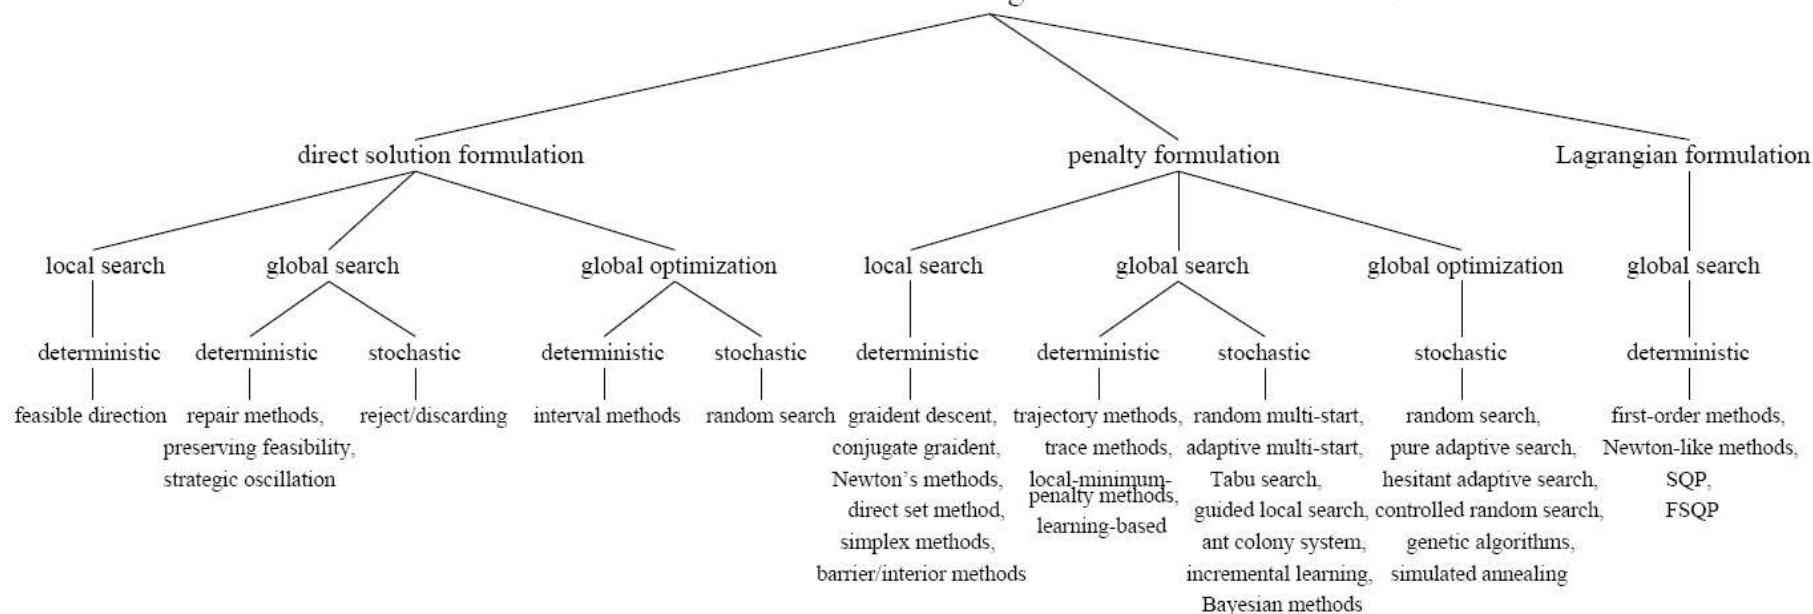 direct solution formulation penalty formulation Lagrangian formulation
local search global search global optimization local search global search global optimization global search
deterministic deterministic stochastic deterministic stochastic deterministic deterministic stochastic stochastic deterministic
feasible direction repair methods, reject/discarding interval methods random search graident descent, trajectory methods, random multi-start, random search, first-order methods,
preserving feasibility, conjugate graident, trace methods, adaptive multi-start, pure adaptive search, Newton-like methods,
strategic oscillation Newton's methods, local-minimum- Tabu search, hesitant adaptive search, SQP,
penalty methods,
direct set method, guided local search, controlled random search, FSQP
learning-based
simplex methods, ant colony system, genetic algorithms,
barrier/interior methods incremental learning, simulated annealing
Bayesian methods